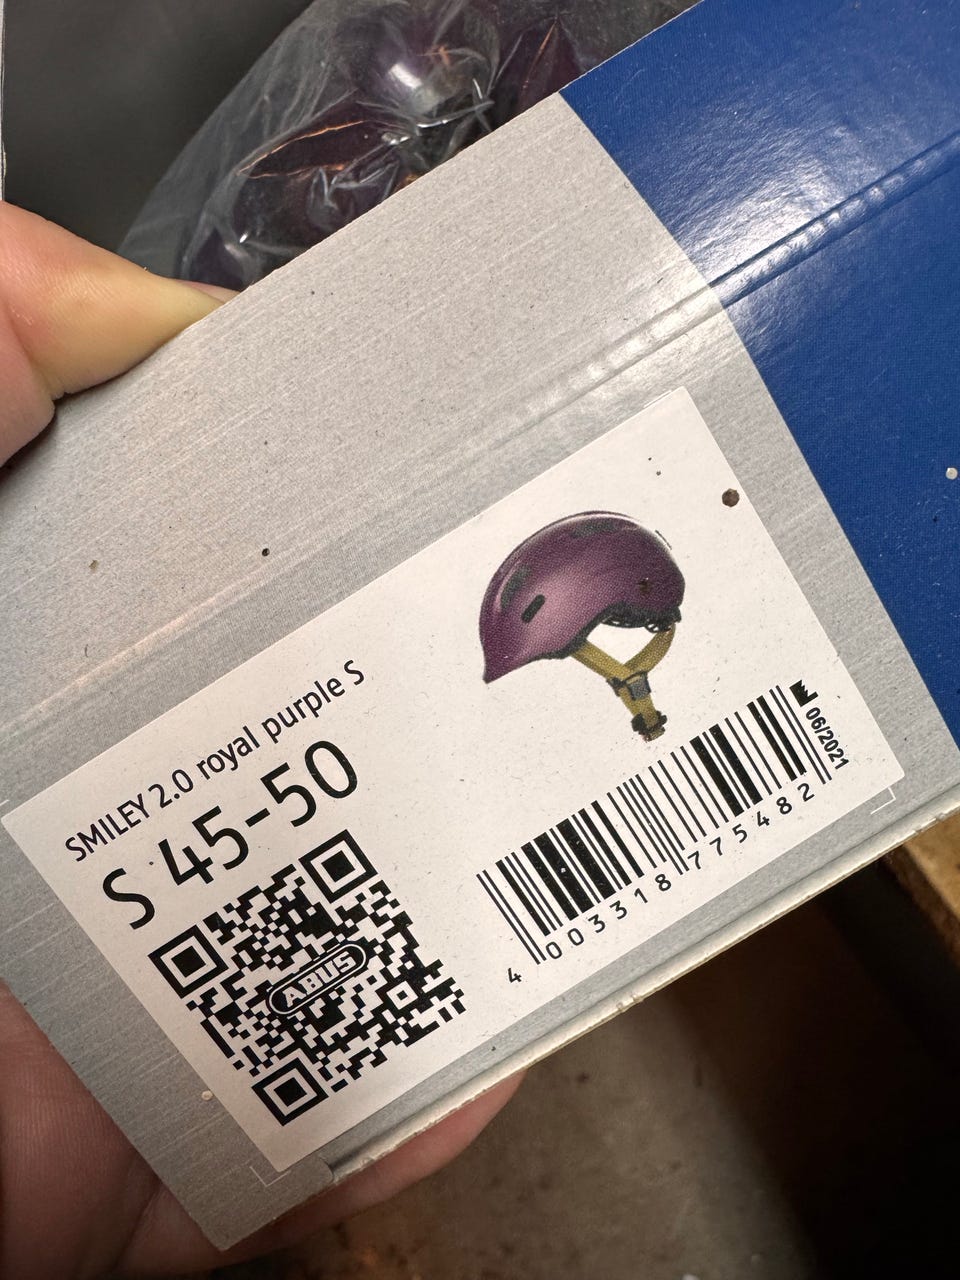 SMILEY 2.0 royal purple S
S 45-50
ABUS
06/2021
4 003318 775482